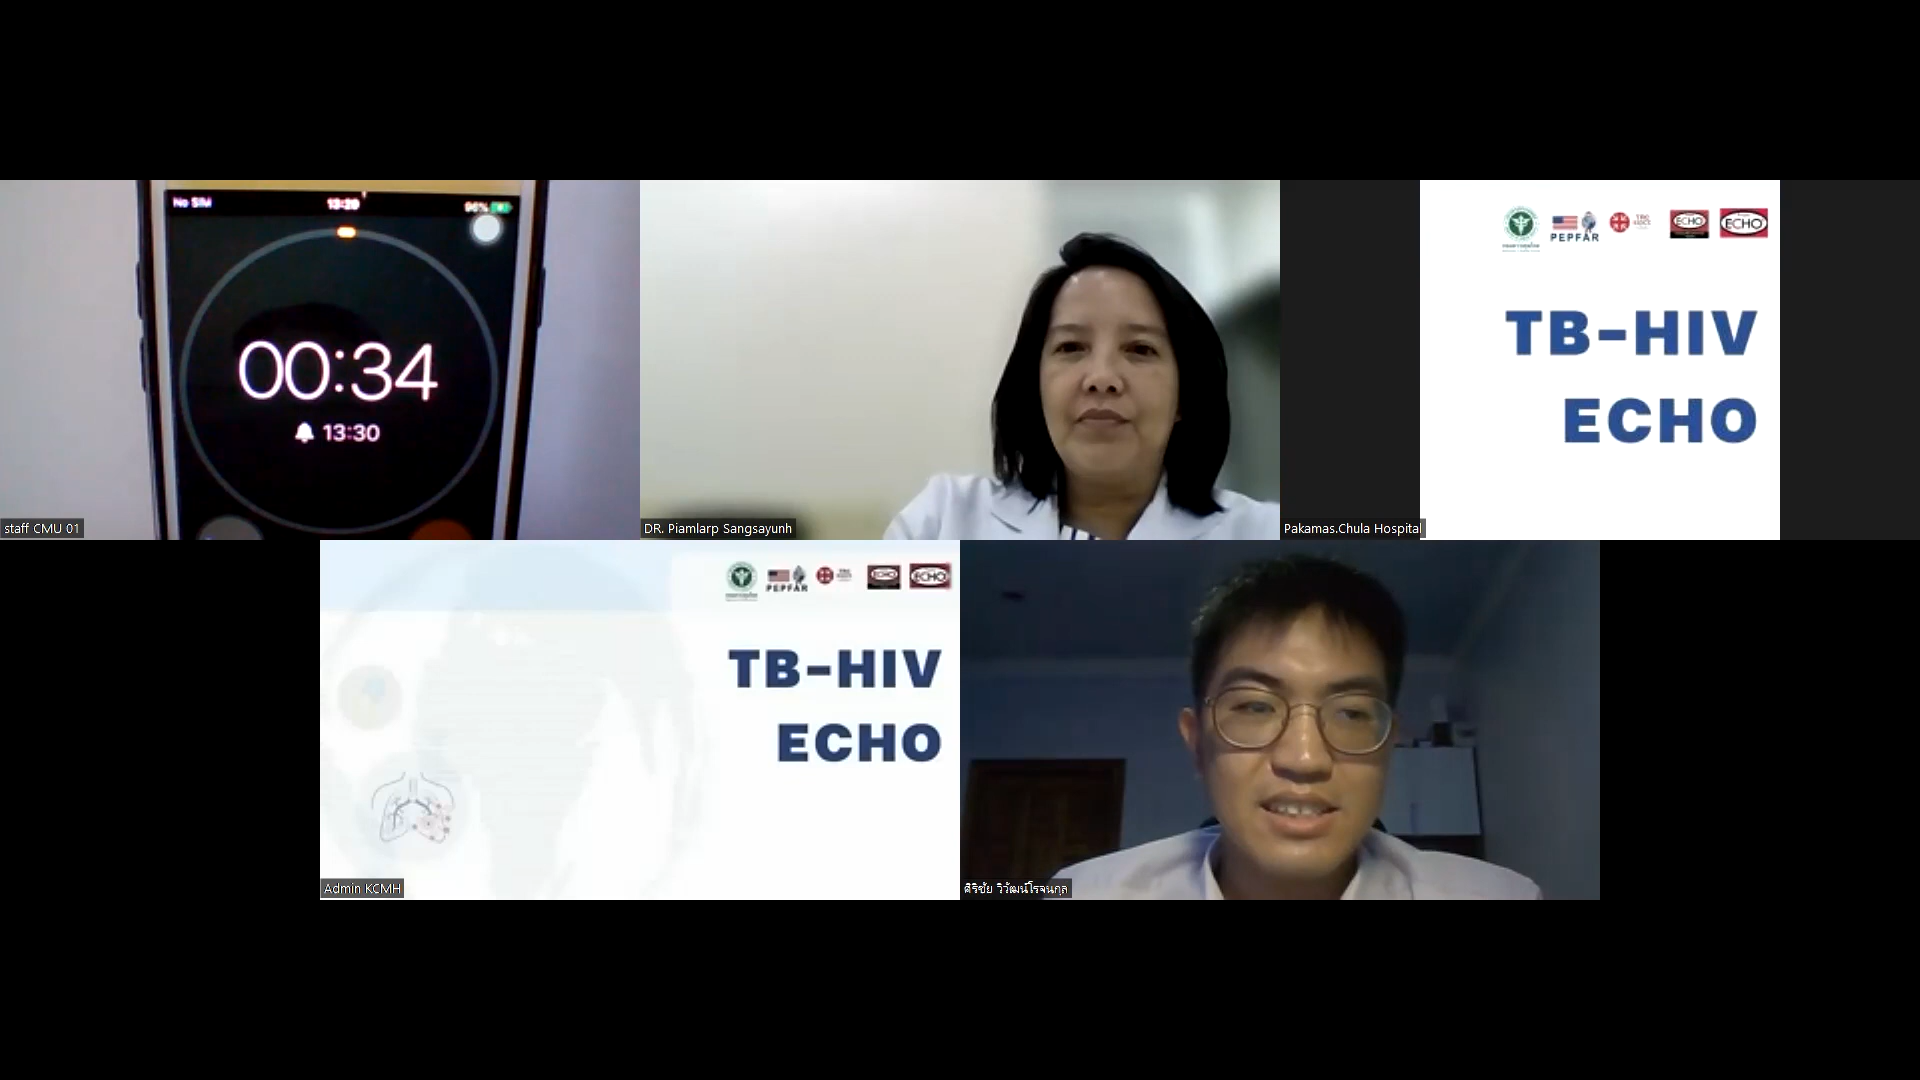 No SIM
13:29
96%
00:34
13:30
staff CMU 01
DR. Piamlarp Sangsayunh
PEPFAR
ECHO
ECHO
TB-HIV
ECHO
Pakamas.Chula Hospital
PEPFAR
ECHO
ECHO
TB-HIV
ECHO
Admin KCMH
ศิริชัย วิวัฒน์โรจนกุล